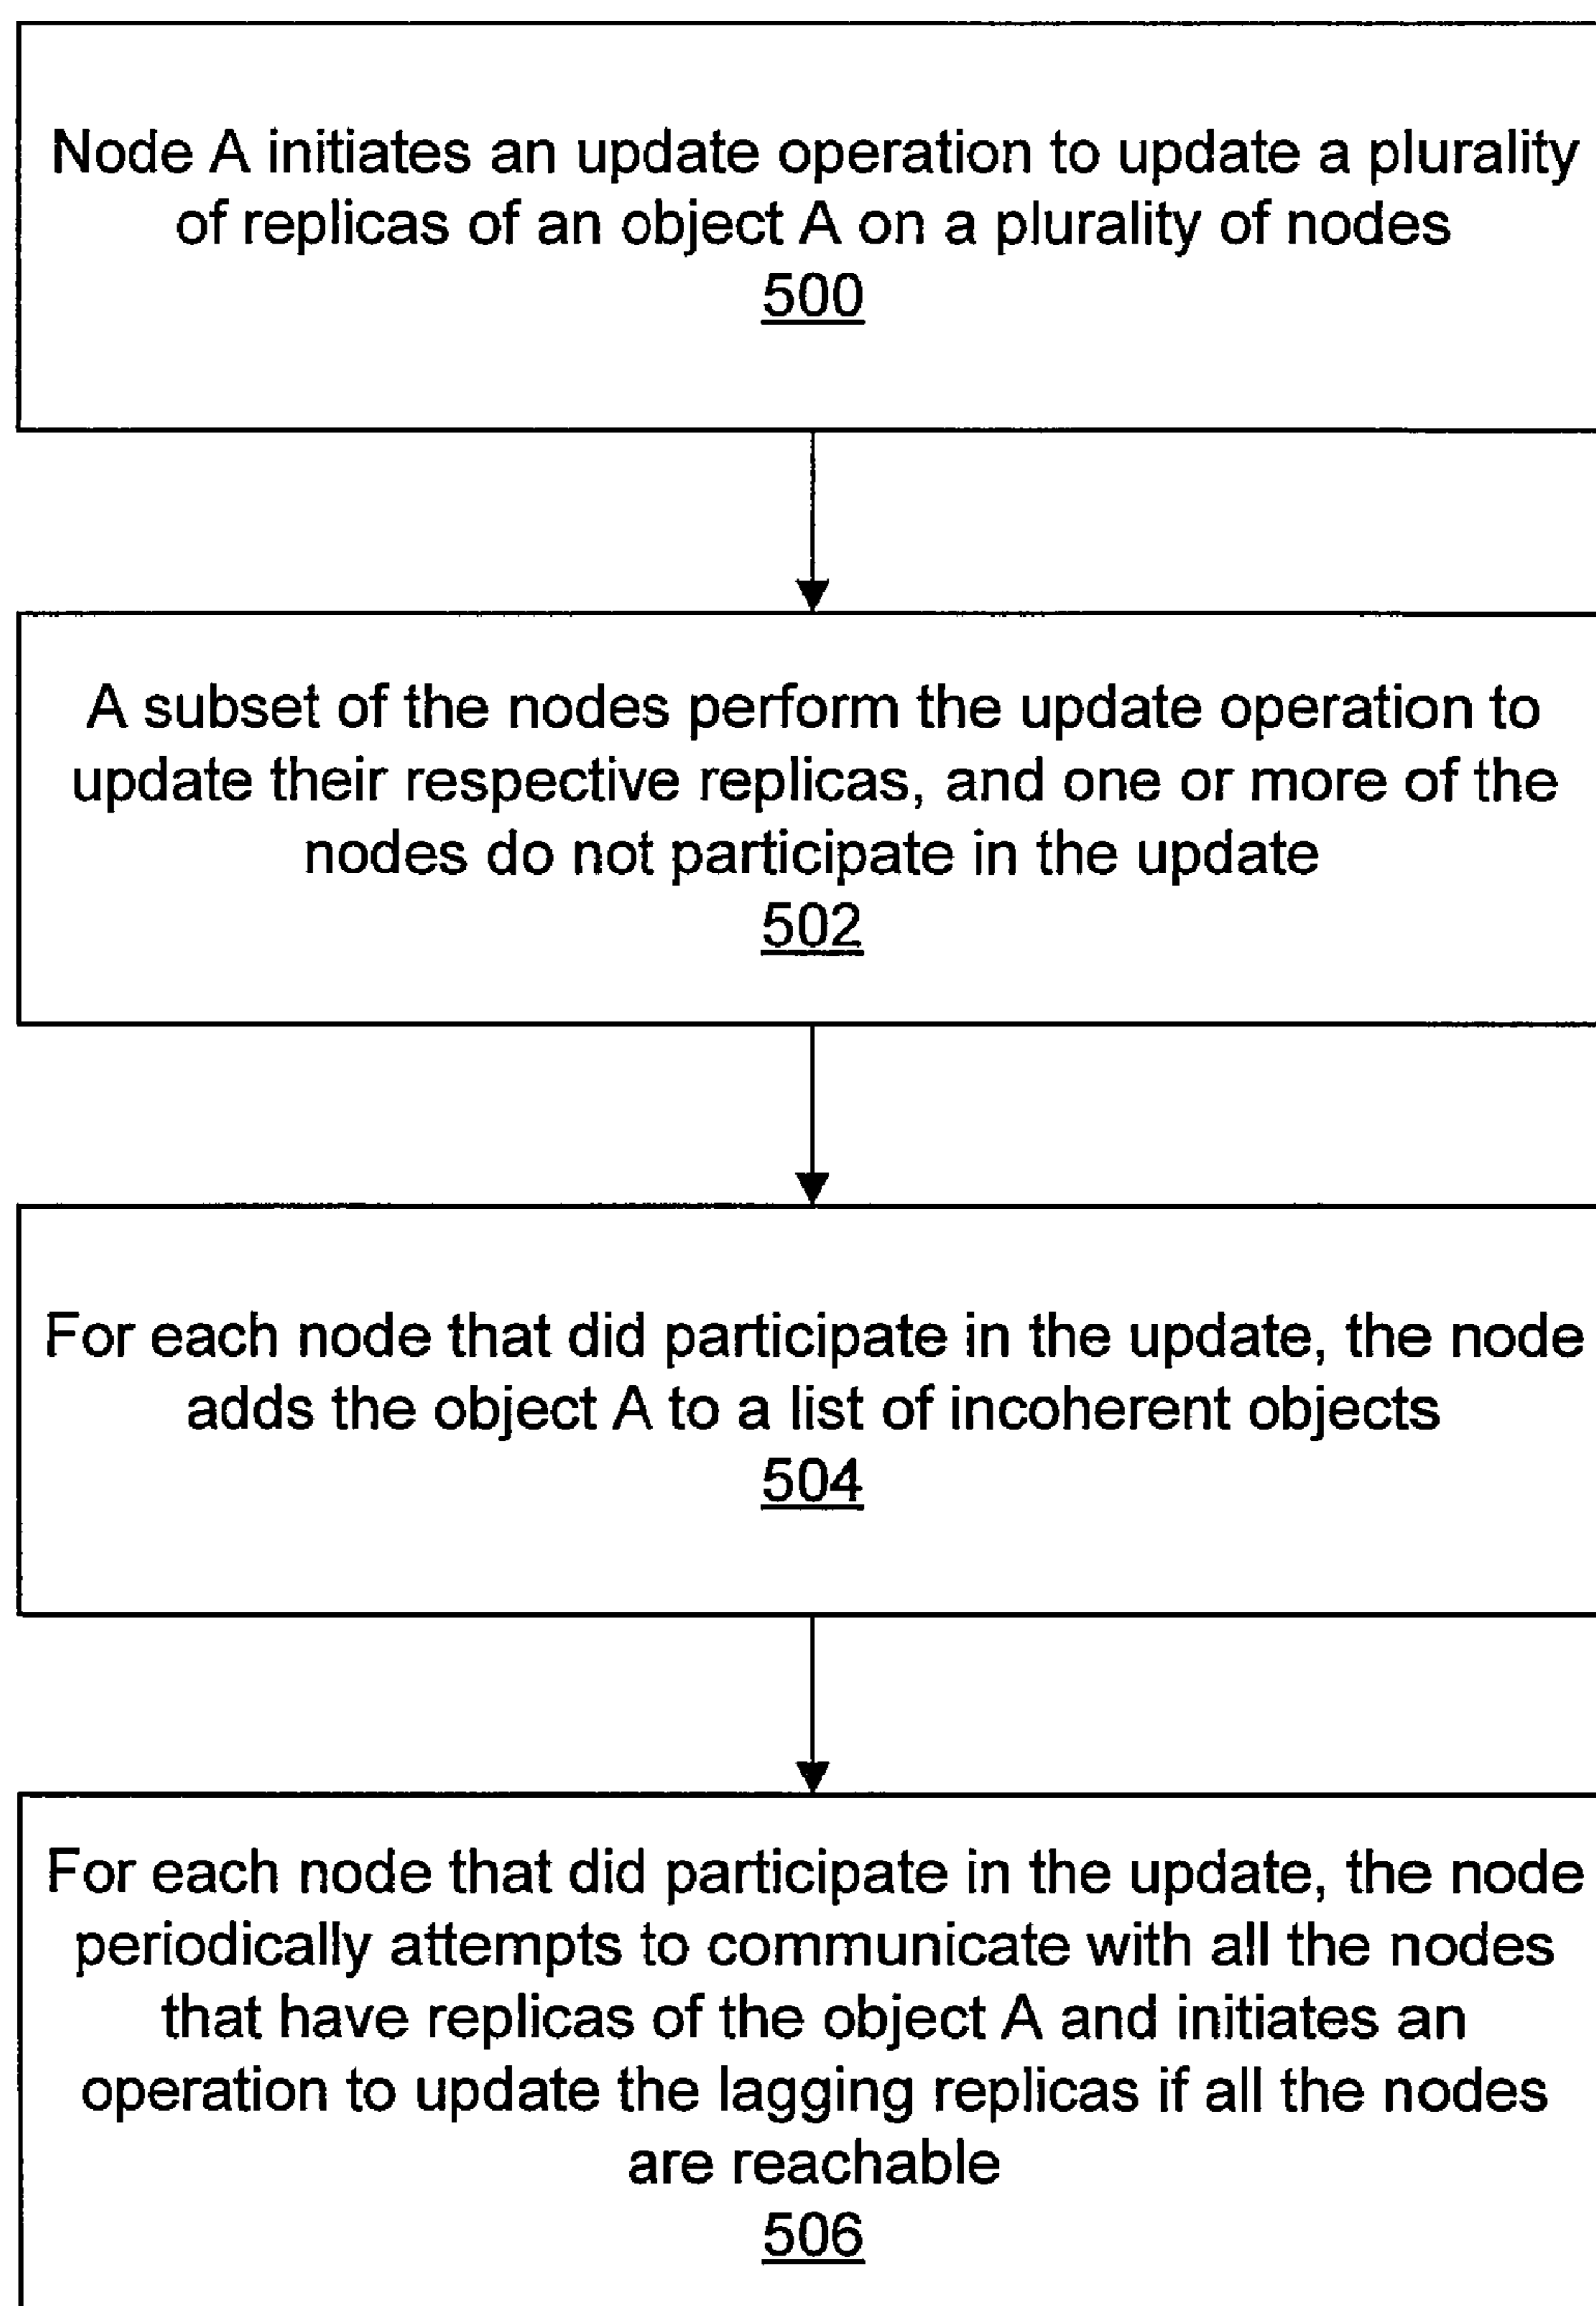 Node A initiates an update operation to update a plurality
of replicas of an object A on a plurality of nodes
500
A subset of the nodes perform the update operation to
update their respective replicas, and one or more of the
nodes do not participate in the update
502
For each node that did participate in the update, the node
adds the object A to a list of incoherent objects
504
For each node that did participate in the update, the node
periodically attempts to communicate with all the nodes
that have replicas of the object A and initiates an
operation to update the lagging replicas if all the nodes
are reachable
506